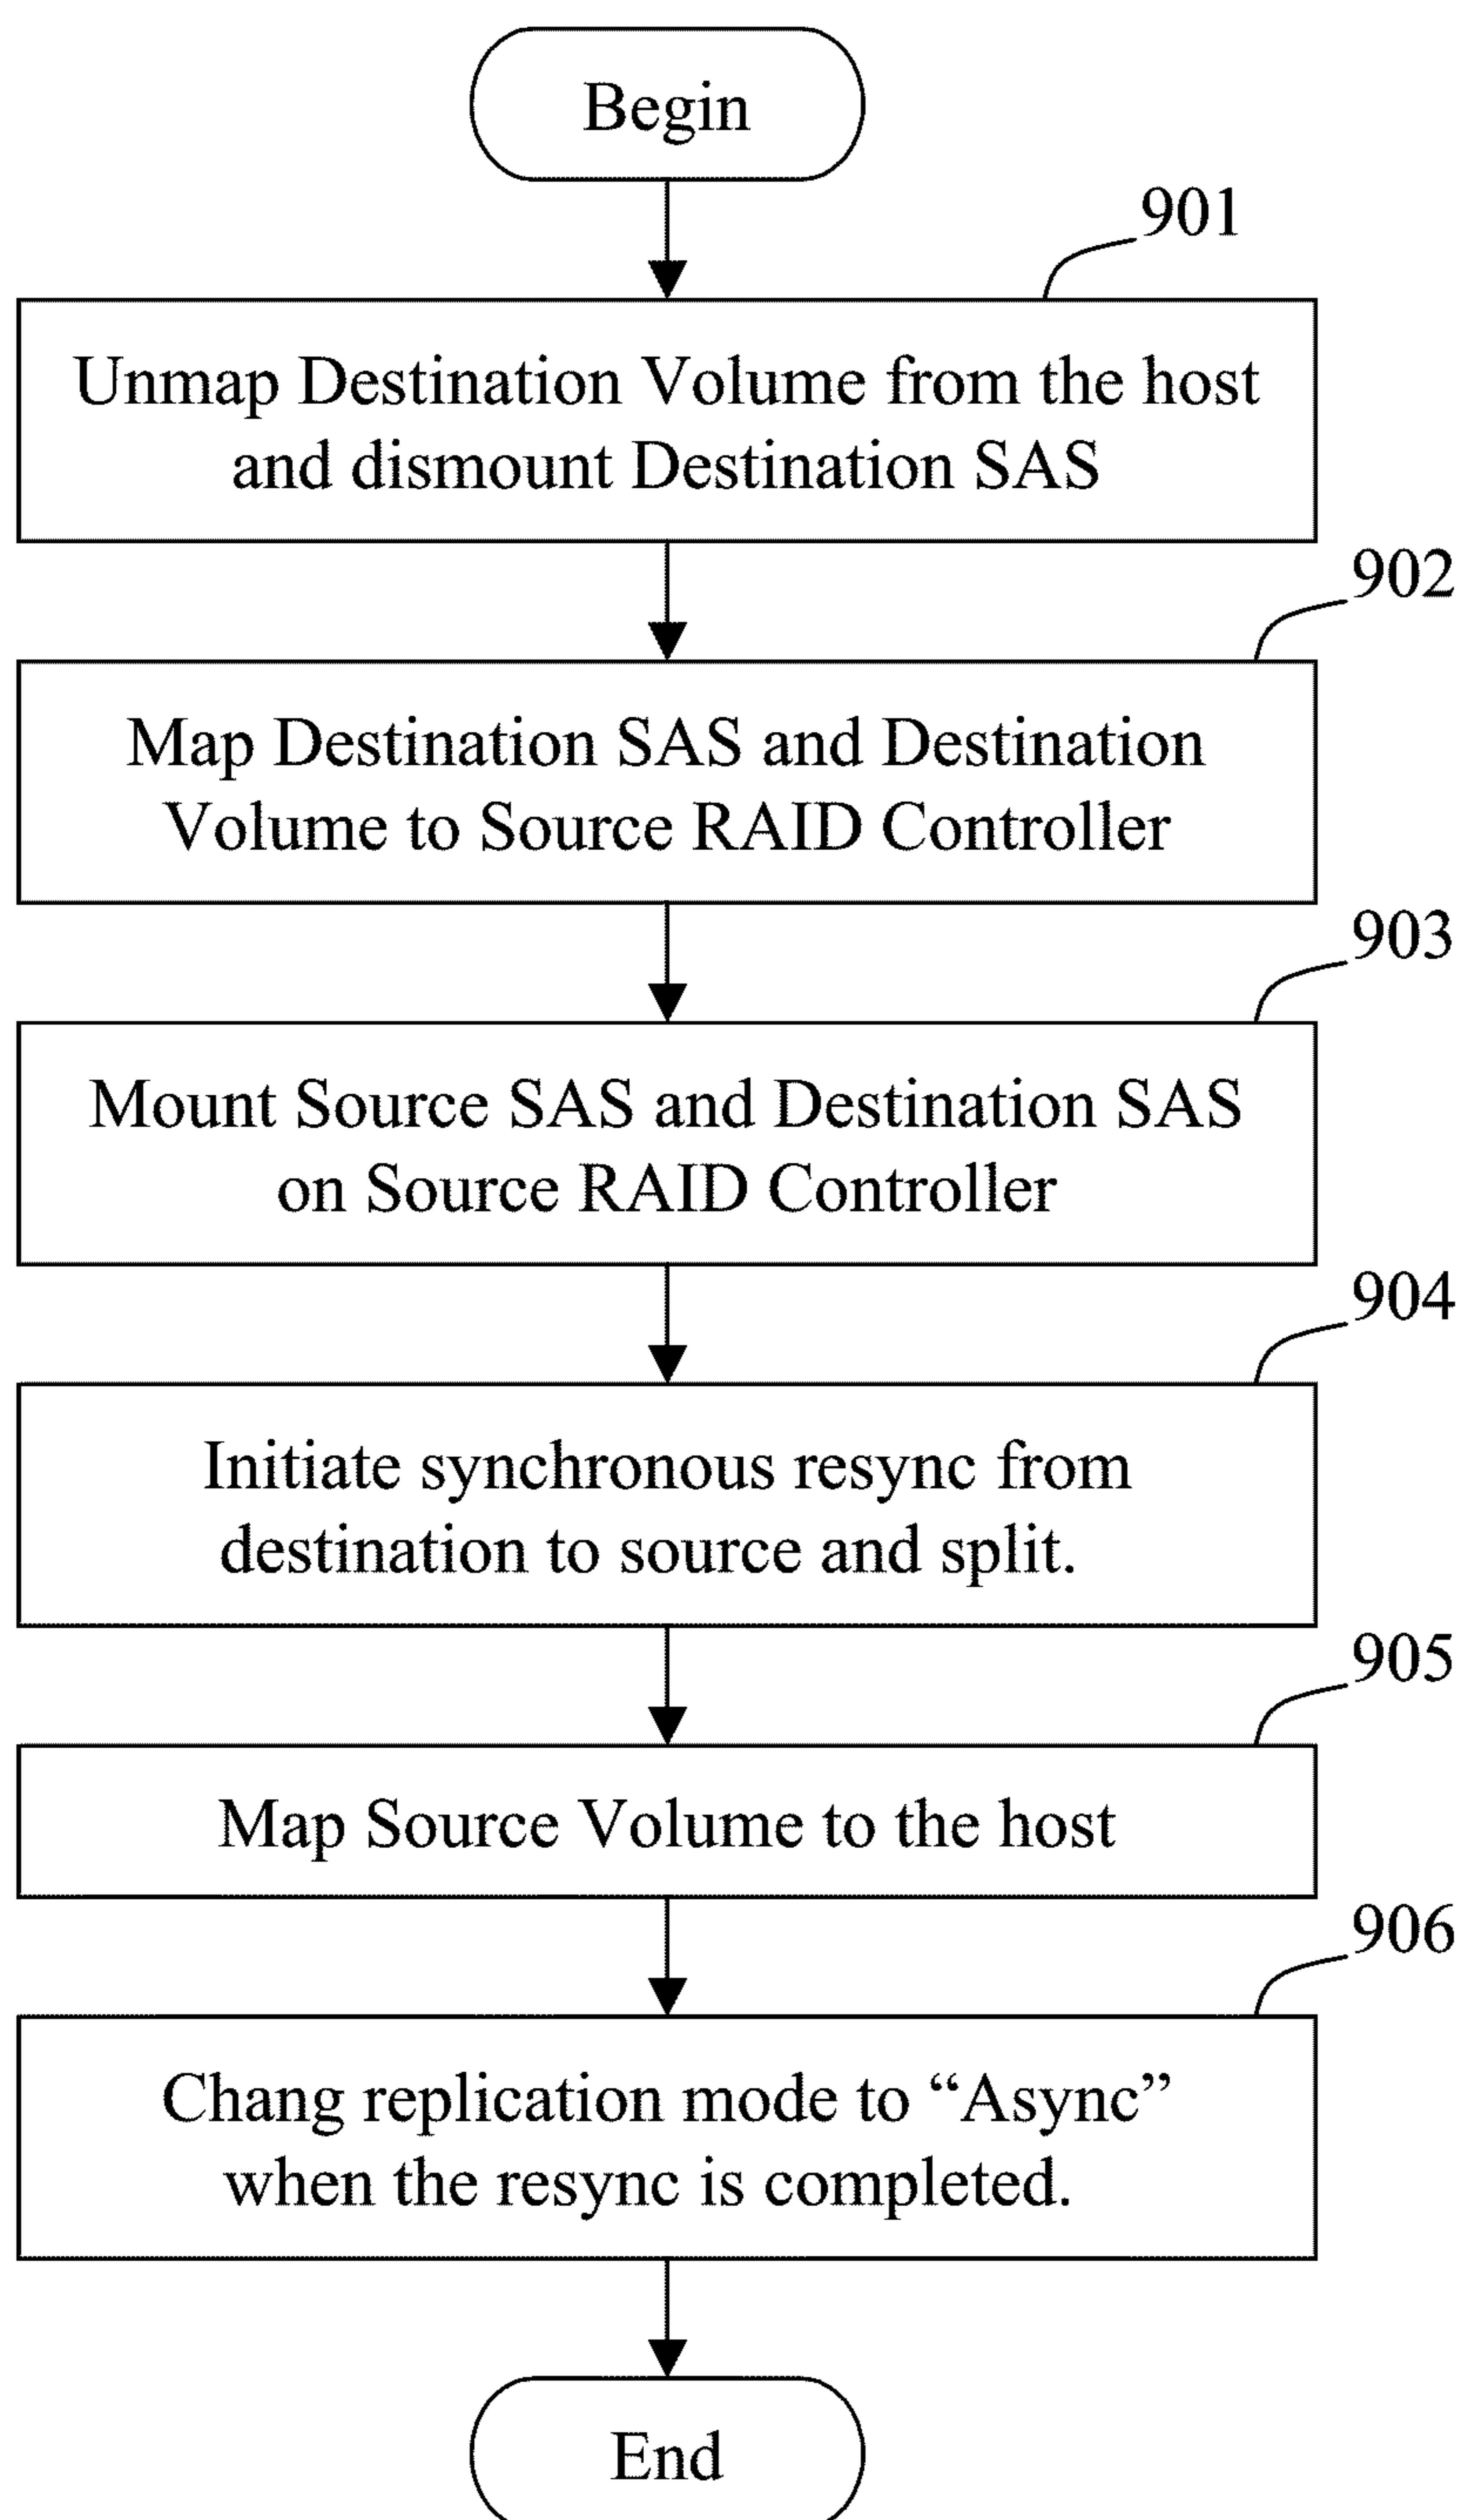 Begin
901
Unmap Destination Volume from the host
and dismount Destination SAS
902
Map Destination SAS and Destination
Volume to Source RAID Controller
903
Mount Source SAS and Destination SAS
on Source RAID Controller
904
Initiate synchronous resync from
destination to source and split.
905
Map Source Volume to the host
906
Chang replication mode to “Async”
when the resync is completed.
End